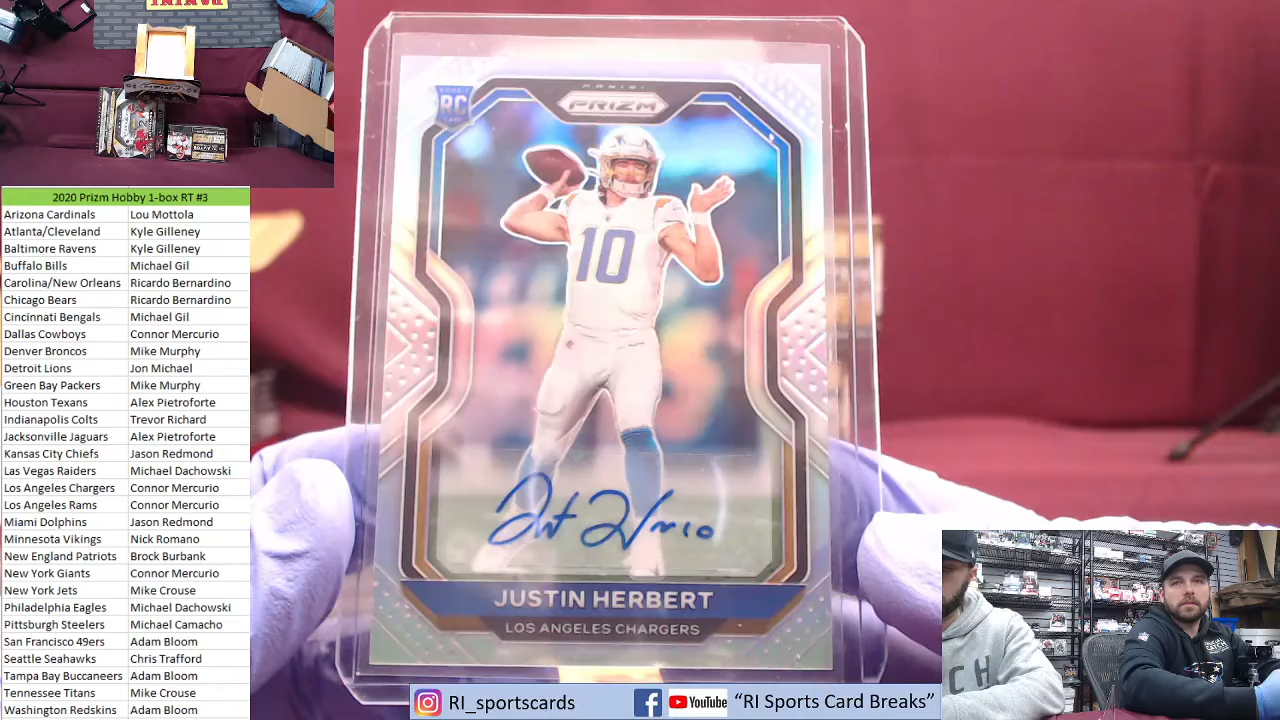 PANINI
2020 Prizm Hobby 1-box RT #3
Arizona Cardinals Lou Mottola
Atlanta/Cleveland Kyle Gilleney
Baltimore Ravens Kyle Gilleney
Buffalo Bills Michael Gil
Carolina/New Orleans Ricardo Bernardino
Chicago Bears Ricardo Bernardino
Cincinnati Bengals Michael Gil
Dallas Cowboys Connor Mercurio
Denver Broncos Mike Murphy
Detroit Lions Jon Michael
Green Bay Packers Mike Murphy
Houston Texans Alex Pietroforte
Indianapolis Colts Trevor Richard
Jacksonville Jaguars Alex Pietroforte
Kansas City Chiefs Jason Redmond
Las Vegas Raiders Michael Dachowski
Los Angeles Chargers Connor Mercurio
Los Angeles Rams Connor Mercurio
Miami Dolphins Jason Redmond
Minnesota Vikings Nick Romano
New England Patriots Brock Burbank
New York Giants Connor Mercurio
New York Jets Mike Crouse
Philadelphia Eagles Michael Dachowski
Pittsburgh Steelers Michael Camacho
San Francisco 49ers Adam Bloom
Seattle Seahawks Chris Trafford
Tampa Bay Buccaneers Adam Bloom
Tennessee Titans Mike Crouse
Washington Redskins Adam Bloom
PANINI
PRIZM
ROOKIE
RC
CARD
10
JUSTIN HERBERT
LOS ANGELES CHARGERS
RI_sportscards
YouTube "RI Sports Card Breaks"